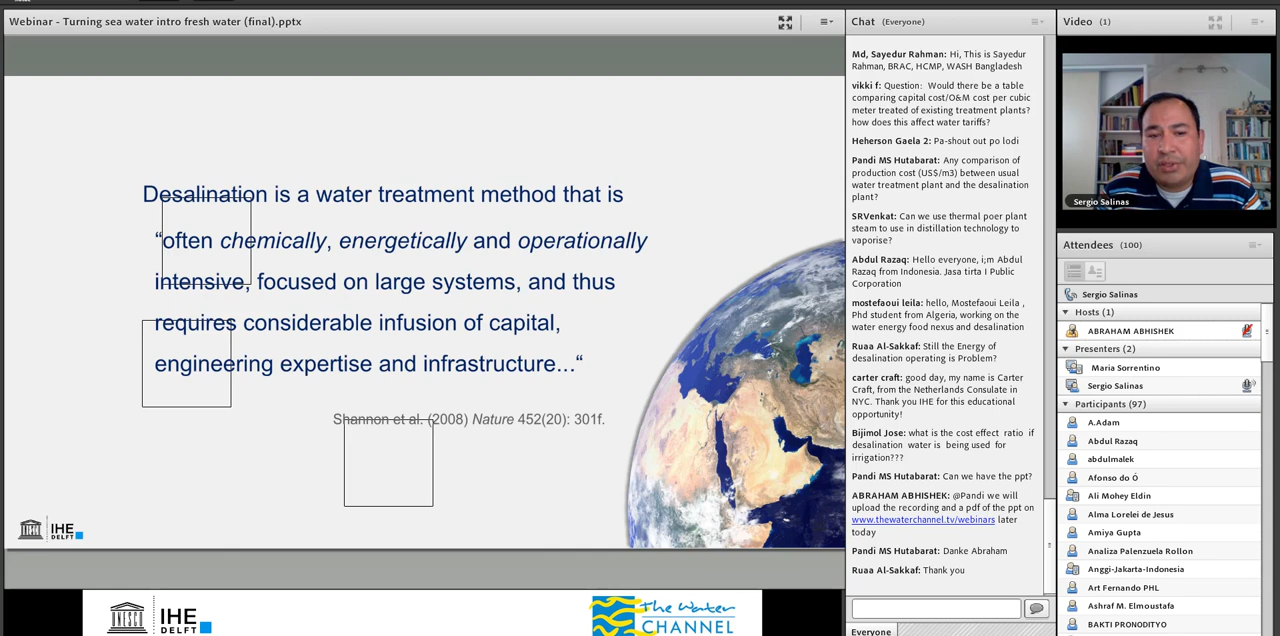 Webinar - Turning sea water intro fresh water (final).pptx
Desalination is a water treatment method that is
“often chemically, energetically and operationally
intensive, focused on large systems, and thus
requires considerable infusion of capital,
engineering expertise and infrastructure...“
Shannon et al. (2008) Nature 452(20): 301f.
IHE
DELFT
UNESCO
IHE
DELFT
The Water
CHANNEL
Chat (Everyone)
Md, Sayedur Rahman: Hi, This is Sayedur
Rahman, BRAC, HCMP, WASH Bangladesh
vikki f: Question: Would there be a table
comparing capital cost/O&M cost per cubic
meter treated of existing treatment plants?
how does this affect water tariffs?
Heherson Gaela 2: Pa-shout out po lodi
Pandi MS Hutabarat: Any comparison of
production cost (US$/m3) between usual
water treatment plant and the desalination
plant?
SRVenkat: Can we use thermal poer plant
steam to use in distillation technology to
vaporise?
Abdul Razaq: Hello everyone, i;m Abdul
Razaq from Indonesia. Jasa tirta I Public
Corporation
mostefaoui leila: hello, Mostefaoui Leila ,
Phd student from Algeria, working on the
water energy food nexus and desalination
Ruaa Al-Sakkaf: Still the Energy of
desalination operating is Problem?
carter craft: good day, my name is Carter
Craft, from the Netherlands Consulate in
NYC. Thank you IHE for this educational
opportunity!
Bijimol Jose: what is the cost effect ratio if
desalination water is being used for
irrigation???
Pandi MS Hutabarat: Can we have the ppt?
ABRAHAM ABHISHEK: @Pandi we will
upload the recording and a pdf of the ppt on
www.thewaterchannel.tv/webinars later
today
Pandi MS Hutabarat: Danke Abraham
Ruaa Al-Sakkaf: Thank you
Everyone
Video (1)
Sergio Salinas
Attendees (100)
Sergio Salinas
Hosts (1)
ABRAHAM ABHISHEK
Presenters (2)
Maria Sorrentino
Sergio Salinas
Participants (97)
A.Adam
Abdul Razaq
abdulmalek
Afonso do Ó
Ali Mohey Eldin
Alma Lorelei de Jesus
Amiya Gupta
Analiza Palenzuela Rollon
Anggi-Jakarta-Indonesia
Art Fernando PHL
Ashraf M. Elmoustafa
BAKTI PRONODITYO